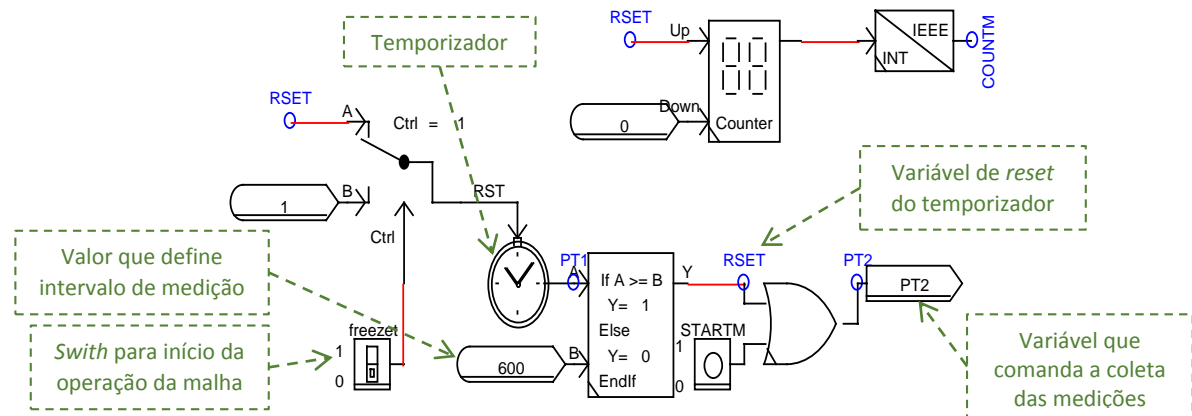 Temporizador
RSET
Up
Down
0
Counter
IEEE
INT
COUNTM
RSET
A
Ctrl = 1
B
1
RST
Ctrl
Variável de reset
do temporizador
Valor que define
intervalo de medição
PT1
A
If A >= B
Y= 1
Else
Y= 0
EndIf
Y
B
600
RSET
PT2
PT2
STARTM
1
0
freezet
1
0
Swith para início da
operação da malha
Variável que
comanda a coleta
das medições